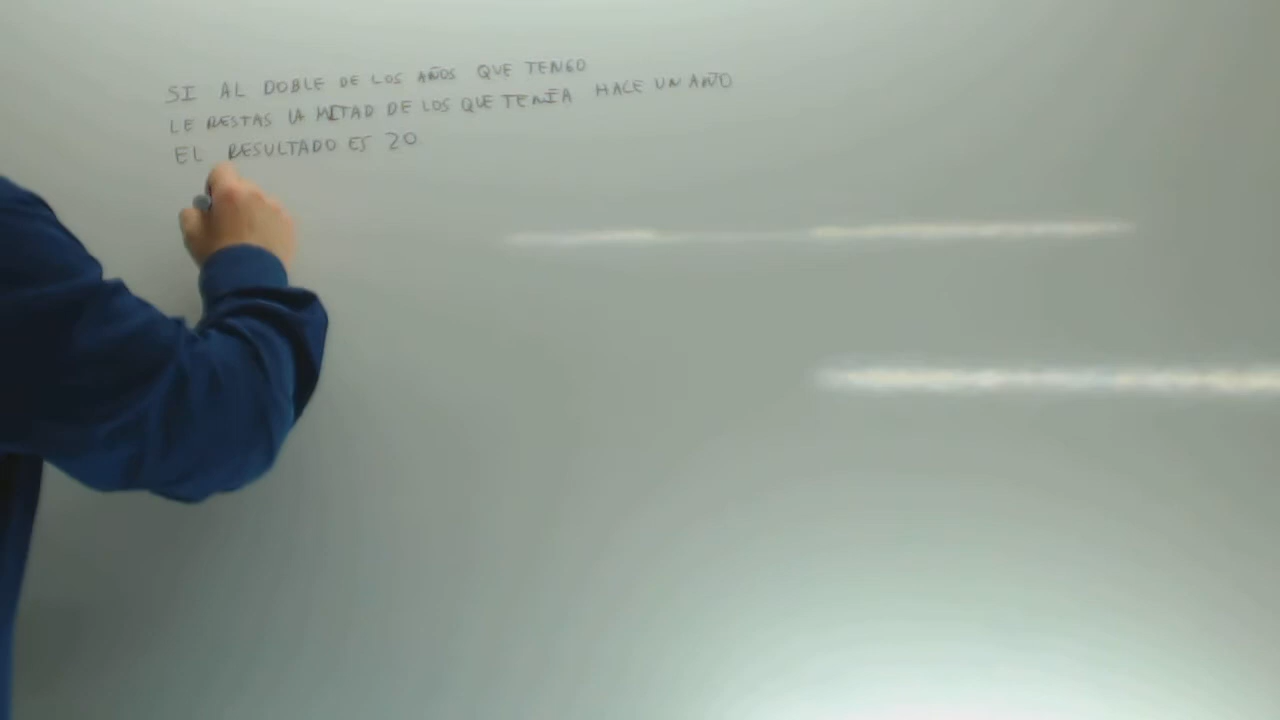 SI AL DOBLE DE LOS AÑOS QUE TENGO
LE RESTAS LA MITAD DE LOS QUE TENÍA HACE UN AÑO
EL RESULTADO ES 20